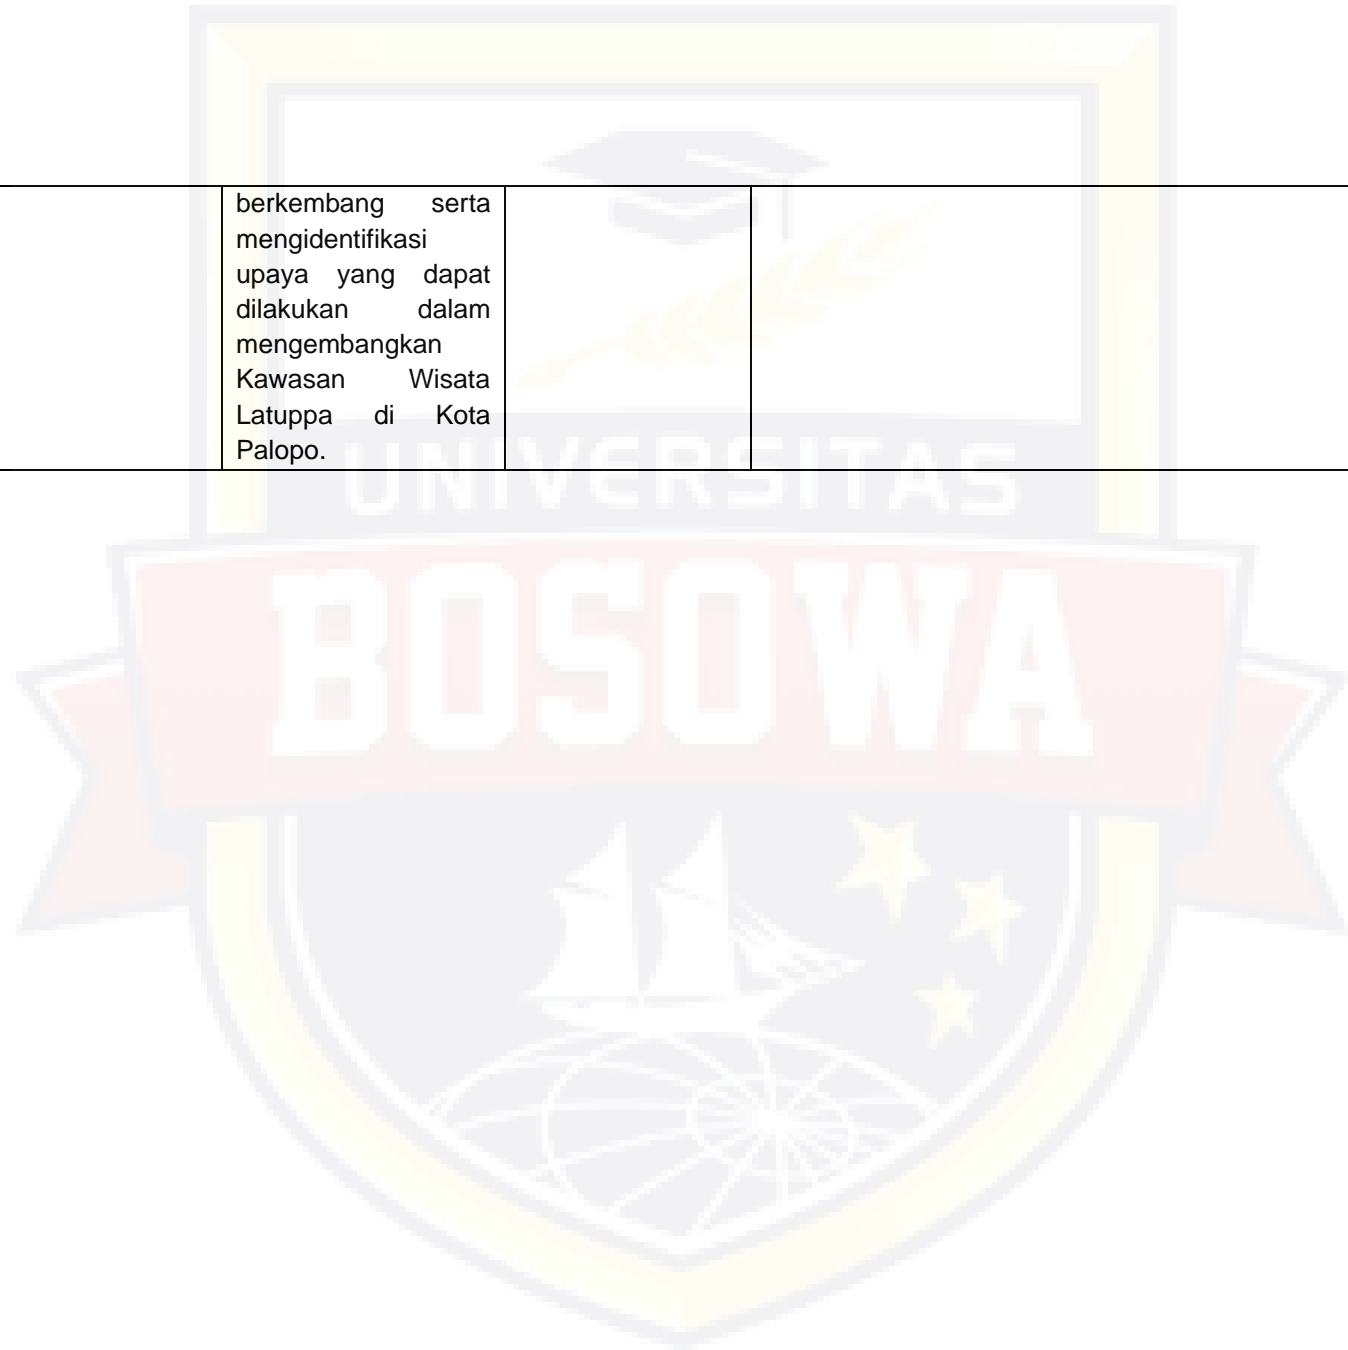 berkembang serta
mengidentifikasi
upaya yang dapat
dilakukan dalam
mengembangkan
Kawasan Wisata
Latuppa di Kota
Palopo.
UNIVERSITAS
BOSOWA